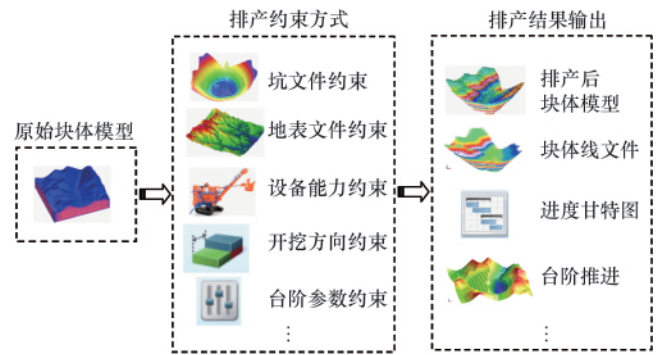 排产约束方式
排产结果输出
原始块体模型
坑文件约束
地表文件约束
设备能力约束
开挖方向约束
台阶参数约束
⋮
排产后
块体模型
块体线文件
进度甘特图
台阶推进
⋮